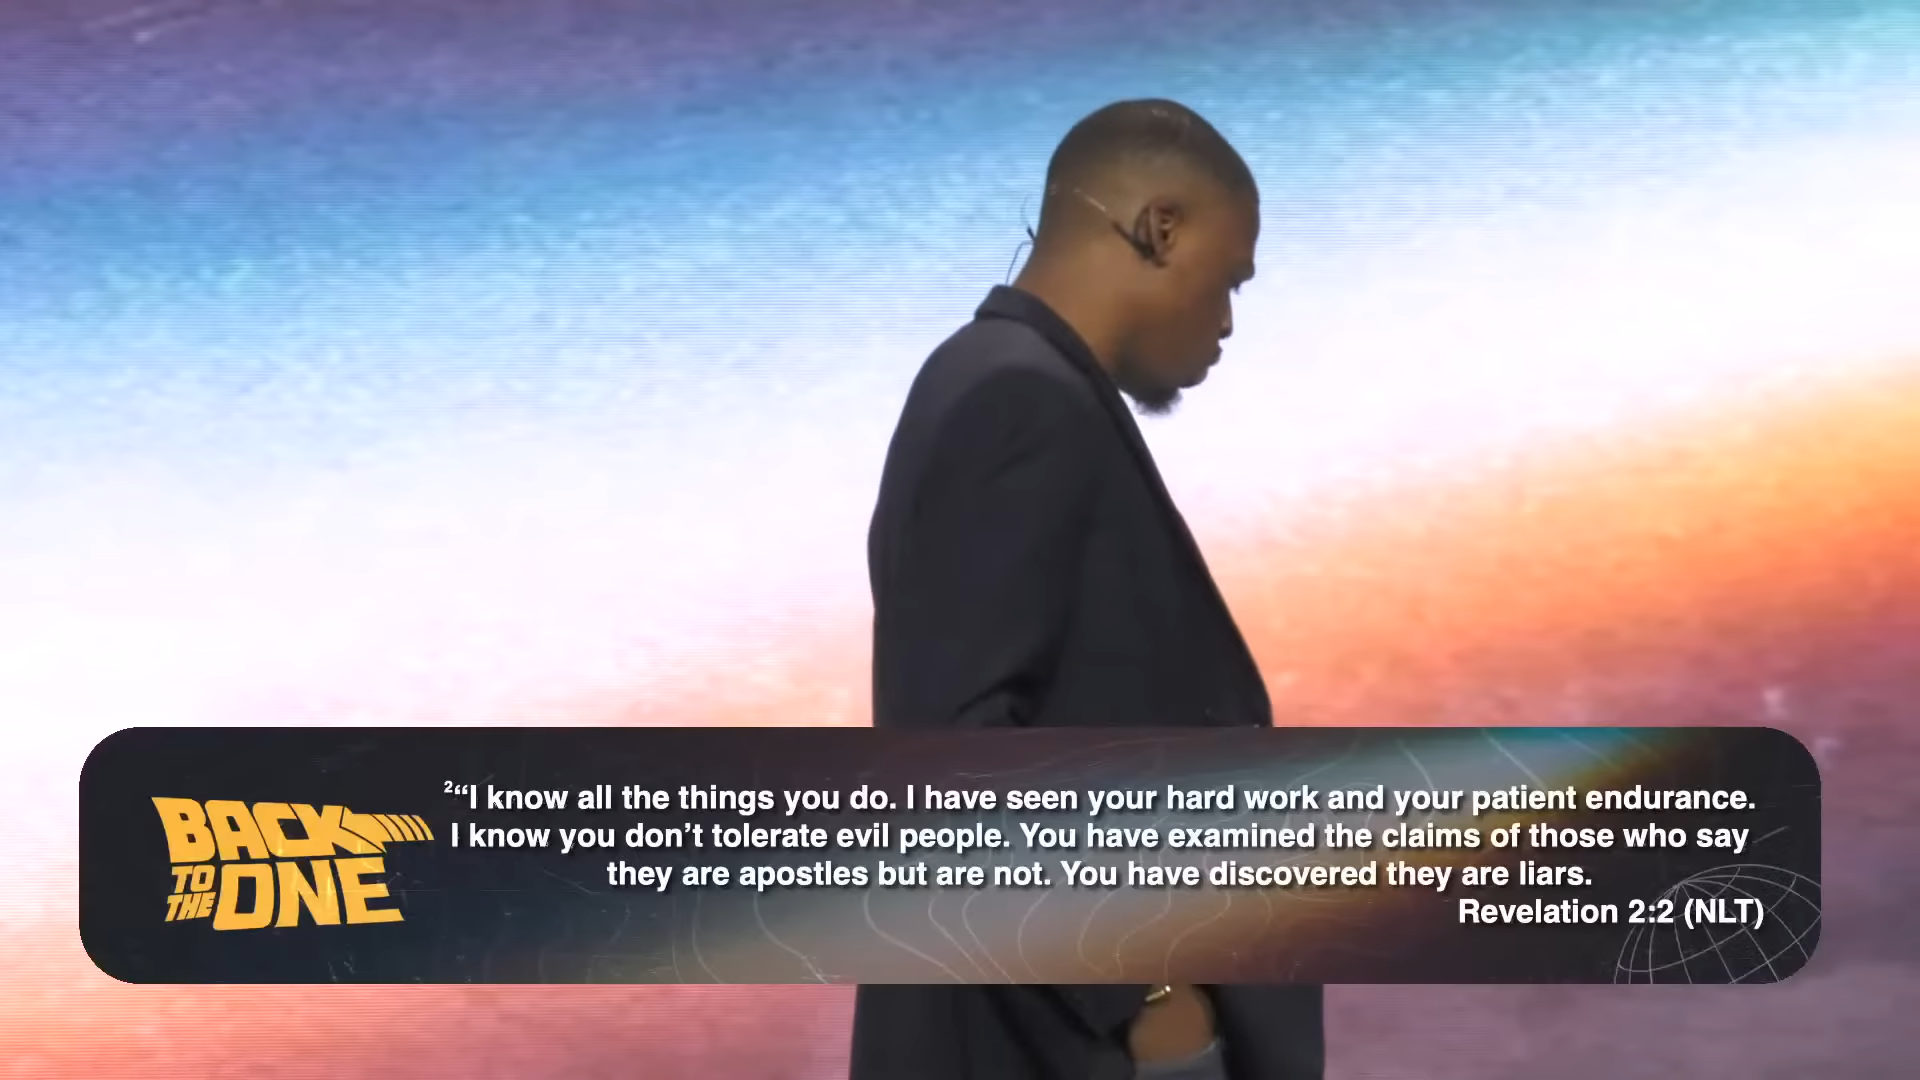 BACK
TO
THE
ONE
²“I know all the things you do. I have seen your hard work and your patient endurance.
I know you don’t tolerate evil people. You have examined the claims of those who say
they are apostles but are not. You have discovered they are liars.
Revelation 2:2 (NLT)